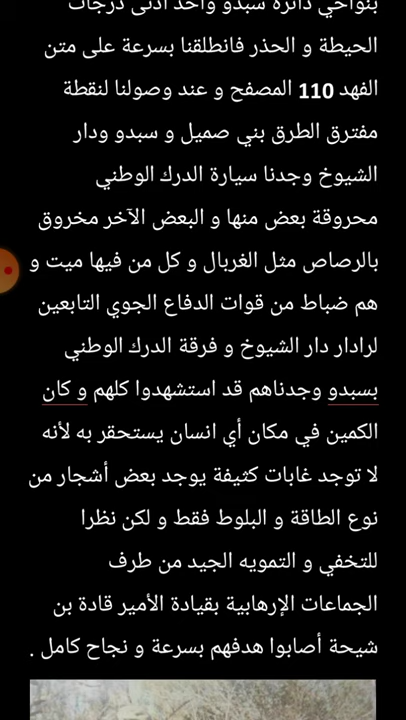 بنواحي دائرة سبدو وأخذ أدنى درجات
الحيطة و الحذر فانطلقنا بسرعة على متن
الفهد 110 المصفح و عند وصولنا لنقطة
مفترق الطرق بني صميل و سبدو ودار
الشيوخ وجدنا سيارة الدرك الوطني
محروقة بعض منها و البعض الآخر مخروق
بالرصاص مثل الغربال و كل من فيها ميت و
هم ضباط من قوات الدفاع الجوي التابعين
لرادار دار الشيوخ و فرقة الدرك الوطني
بسبدو وجدناهم قد استشهدوا كلهم و كان
الكمين في مكان أي انسان يستحقر به لأنه
لا توجد غابات كثيفة يوجد بعض أشجار من
نوع الطاقة و البلوط فقط و لكن نظرا
للتخفي و التمويه الجيد من طرف
الجماعات الإرهابية بقيادة الأمير قادة بن
شيحة أصابوا هدفهم بسرعة و نجاح كامل .